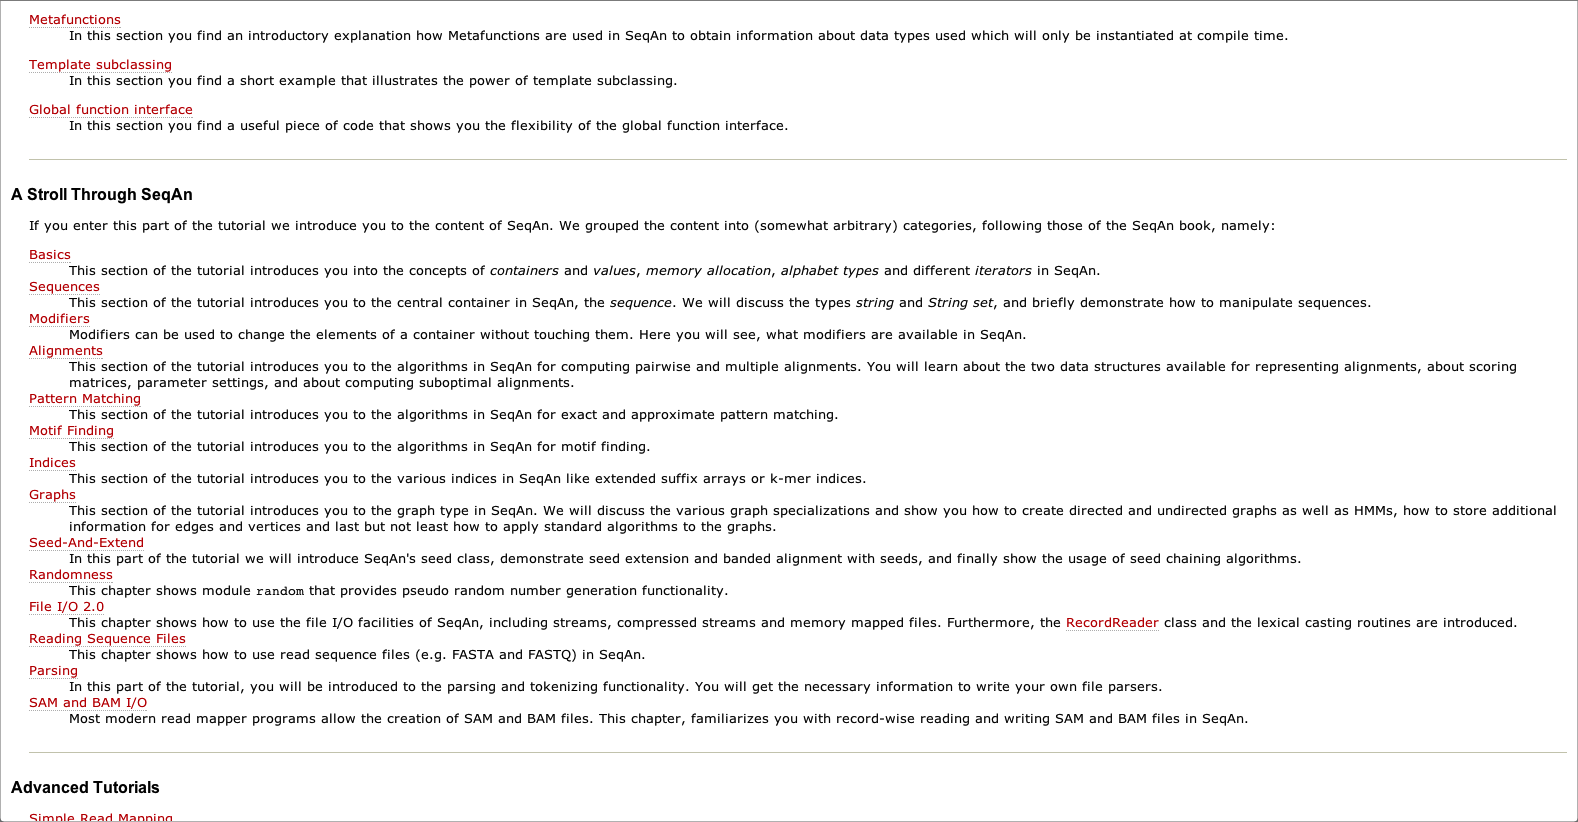 Metafunctions
In this section you find an introductory explanation how Metafunctions are used in SeqAn to obtain information about data types used which will only be instantiated at compile time.
Template subclassing
In this section you find a short example that illustrates the power of template subclassing.
Global function interface
In this section you find a useful piece of code that shows you the flexibility of the global function interface.
A Stroll Through SeqAn
If you enter this part of the tutorial we introduce you to the content of SeqAn. We grouped the content into (somewhat arbitrary) categories, following those of the SeqAn book, namely:
Basics
This section of the tutorial introduces you into the concepts of containers and values, memory allocation, alphabet types and different iterators in SeqAn.
Sequences
This section of the tutorial introduces you to the central container in SeqAn, the sequence. We will discuss the types string and String set, and briefly demonstrate how to manipulate sequences.
Modifiers
Modifiers can be used to change the elements of a container without touching them. Here you will see, what modifiers are available in SeqAn.
Alignments
This section of the tutorial introduces you to the algorithms in SeqAn for computing pairwise and multiple alignments. You will learn about the two data structures available for representing alignments, about scoring
matrices, parameter settings, and about computing suboptimal alignments.
Pattern Matching
This section of the tutorial introduces you to the algorithms in SeqAn for exact and approximate pattern matching.
Motif Finding
This section of the tutorial introduces you to the algorithms in SeqAn for motif finding.
Indices
This section of the tutorial introduces you to the various indices in SeqAn like extended suffix arrays or k-mer indices.
Graphs
This section of the tutorial introduces you to the graph type in SeqAn. We will discuss the various graph specializations and show you how to create directed and undirected graphs as well as HMMs, how to store additional
information for edges and vertices and last but not least how to apply standard algorithms to the graphs.
Seed-And-Extend
In this part of the tutorial we will introduce SeqAn's seed class, demonstrate seed extension and banded alignment with seeds, and finally show the usage of seed chaining algorithms.
Randomness
This chapter shows module random that provides pseudo random number generation functionality.
File I/O 2.0
This chapter shows how to use the file I/O facilities of SeqAn, including streams, compressed streams and memory mapped files. Furthermore, the RecordReader class and the lexical casting routines are introduced.
Reading Sequence Files
This chapter shows how to use read sequence files (e.g. FASTA and FASTQ) in SeqAn.
Parsing
In this part of the tutorial, you will be introduced to the parsing and tokenizing functionality. You will get the necessary information to write your own file parsers.
SAM and BAM I/O
Most modern read mapper programs allow the creation of SAM and BAM files. This chapter, familiarizes you with record-wise reading and writing SAM and BAM files in SeqAn.
Advanced Tutorials
Simple Read Mapping